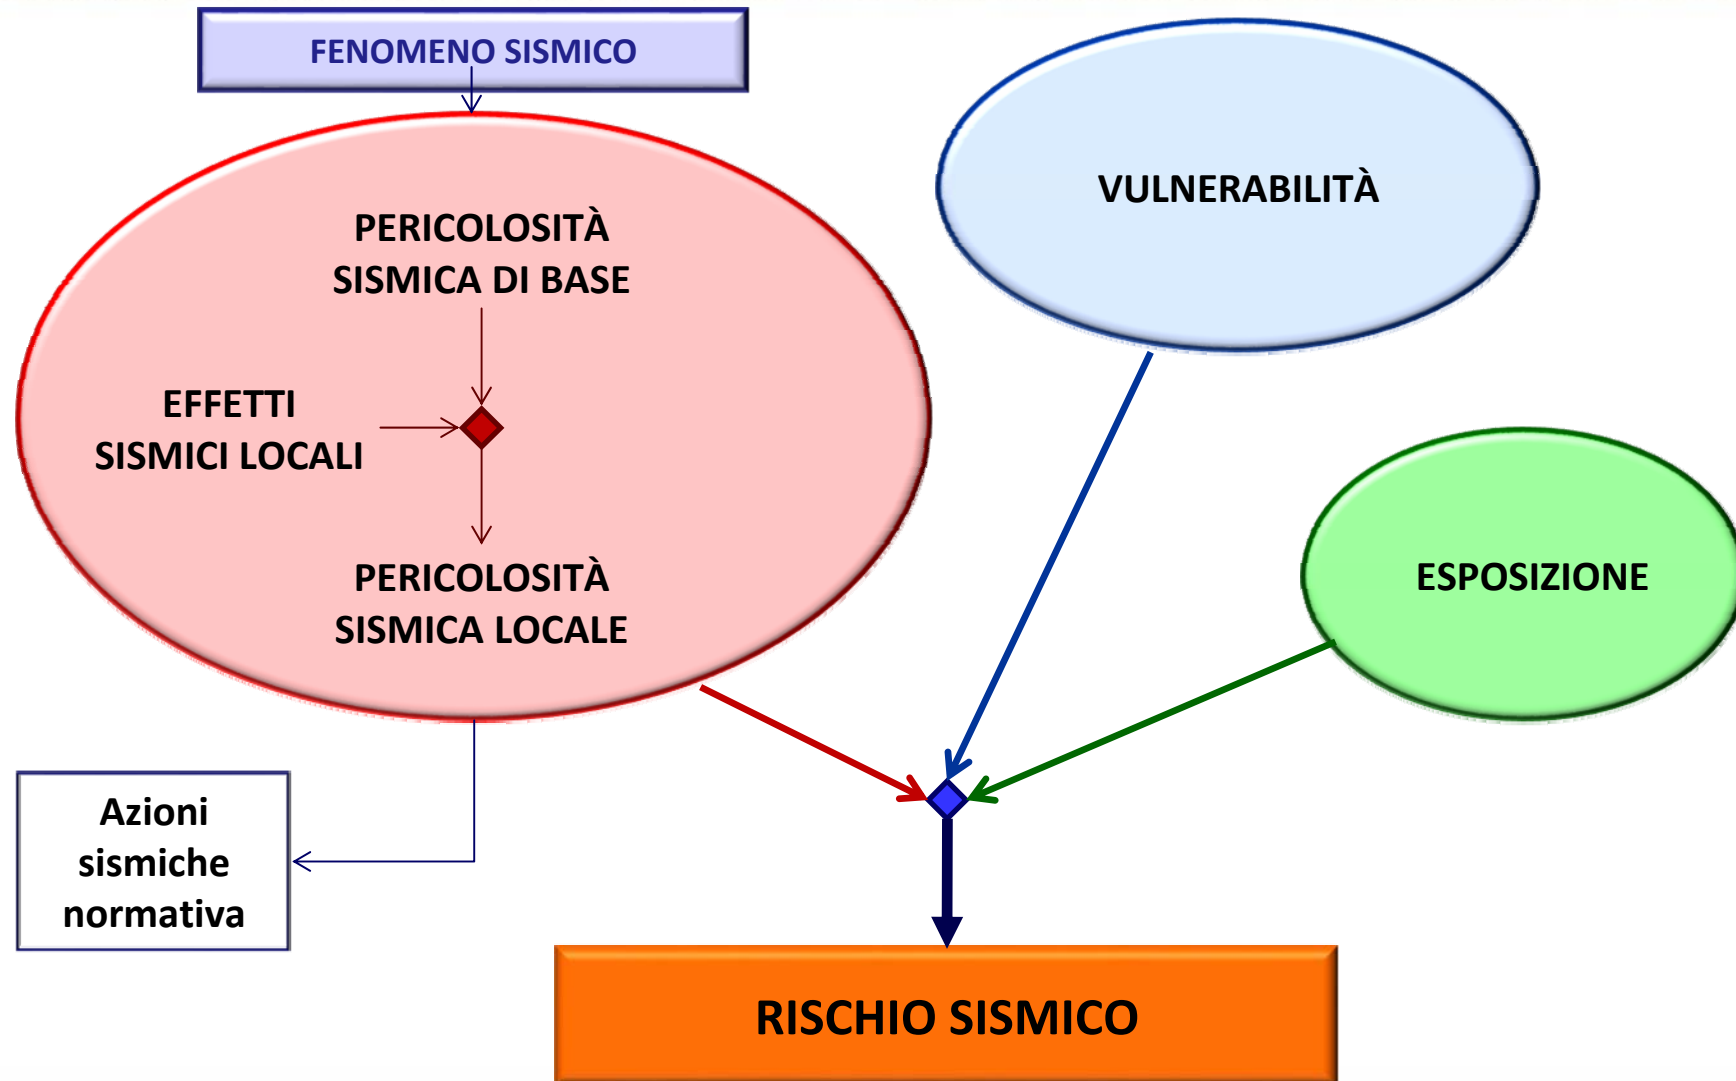 FENOMENO SISMICO
PERICOLOSITÀ
SISMICA DI BASE
EFFETTI
SISMICI LOCALI
PERICOLOSITÀ
SISMICA LOCALE
VULNERABILITÀ
ESPOSIZIONE
Azioni
sismiche
normativa
RISCHIO SISMICO